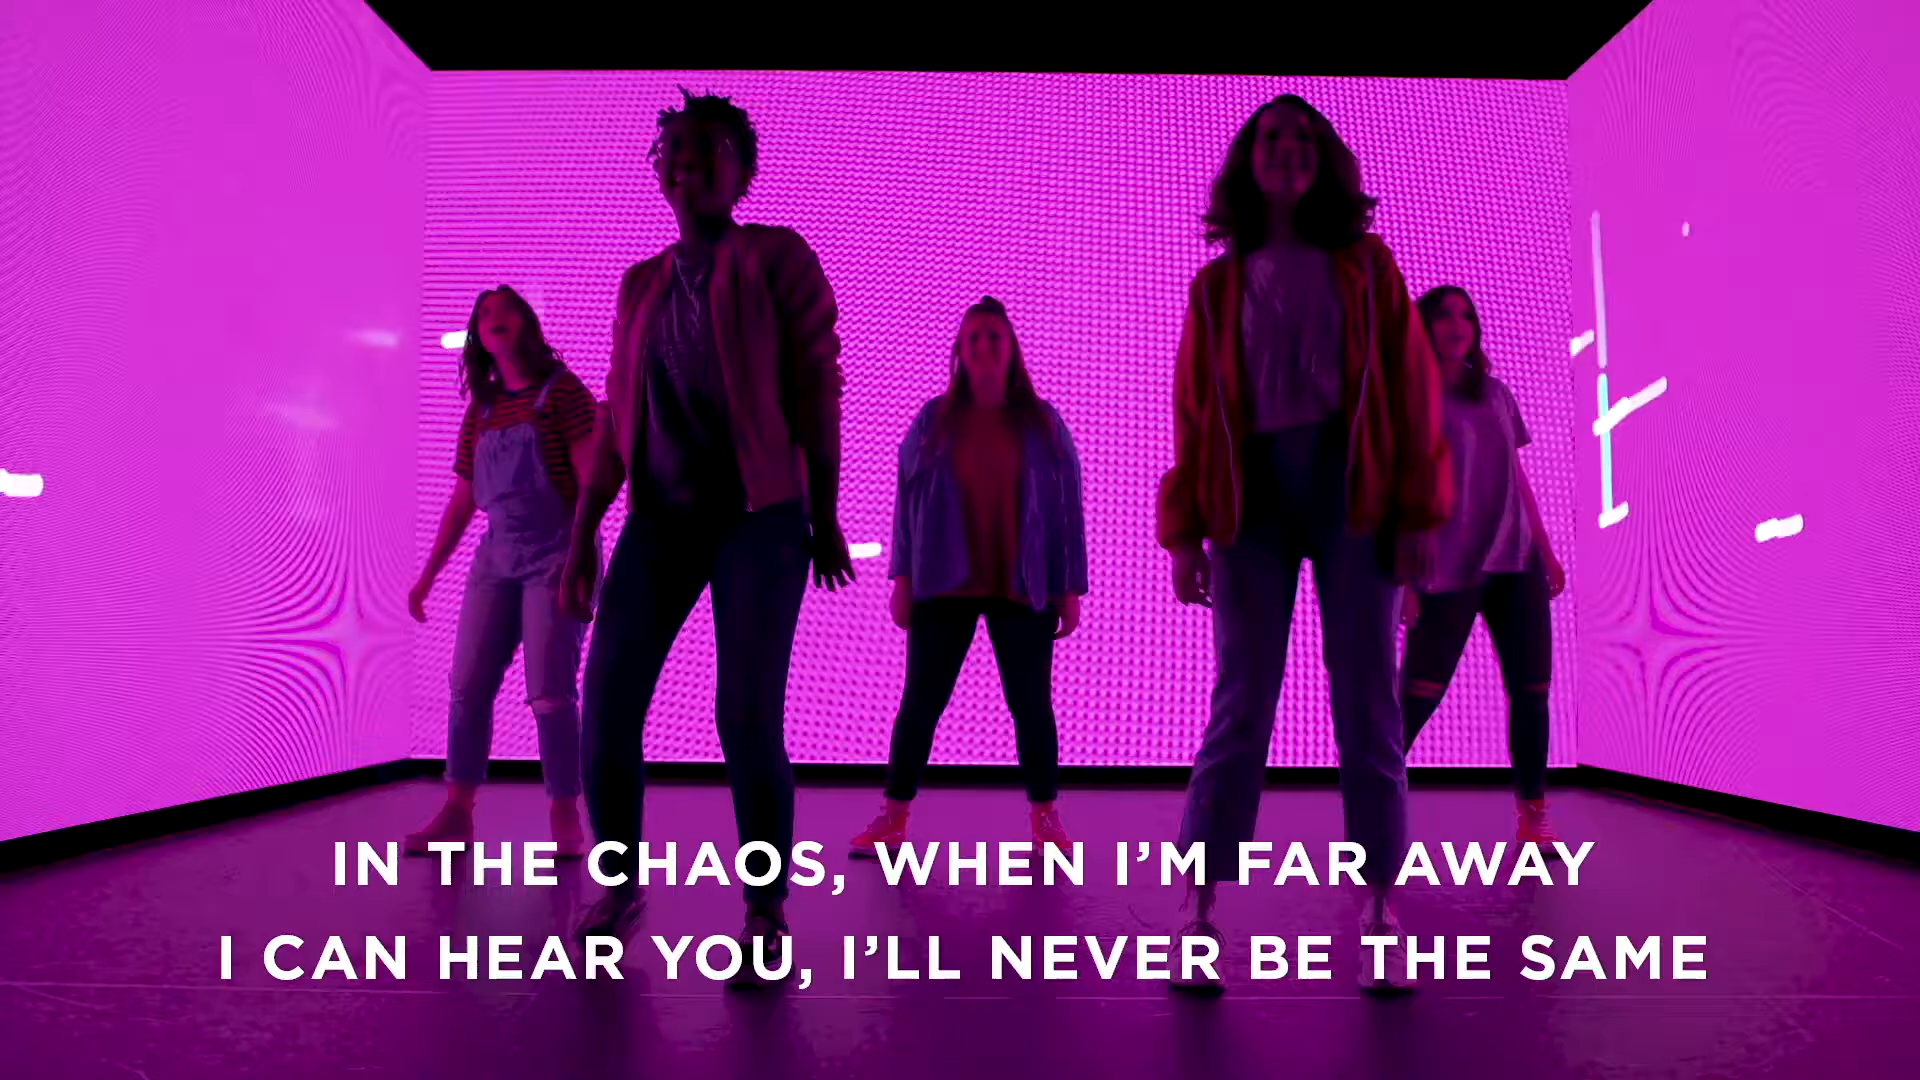 IN THE CHAOS, WHEN I’M FAR AWAY
I CAN HEAR YOU, I’LL NEVER BE THE SAME